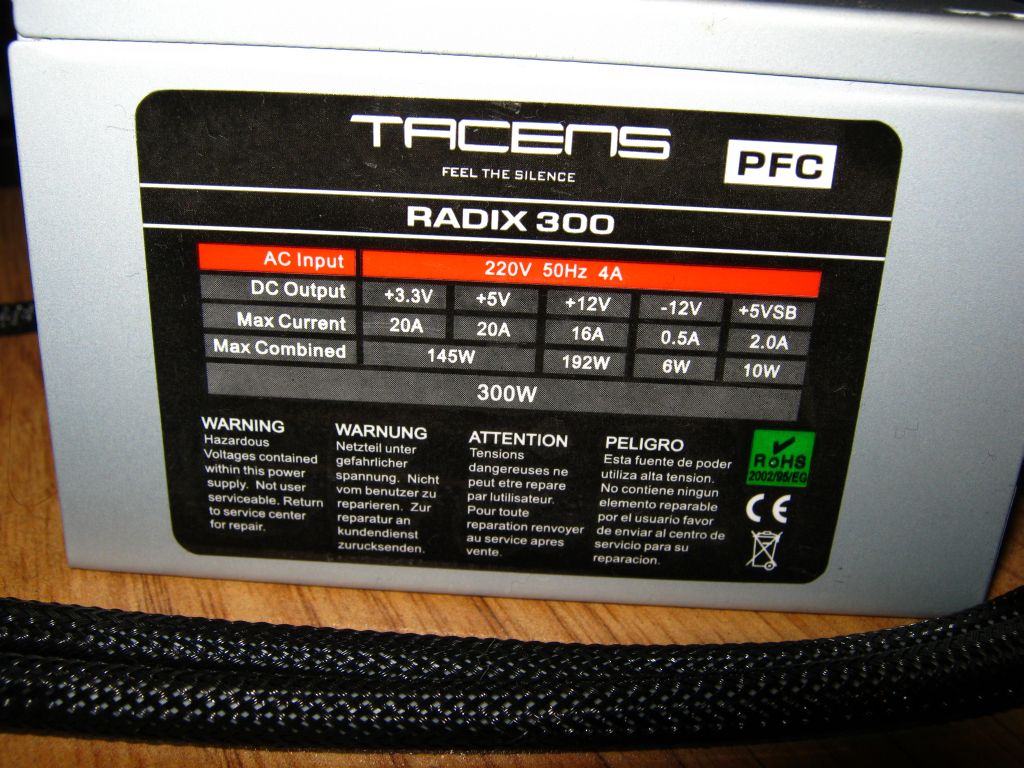 TACENS
FEEL THE SILENCE
PFC
RADIX 300
AC Input 220V 50Hz 4A
DC Output +3.3V +5V +12V -12V +5VSB
Max Current 20A 20A 16A 0.5A 2.0A
Max Combined 145W 192W 6W 10W
300W
WARNING
Hazardous
Voltages contained
within this power
supply. Not user
serviceable. Return
to service center
for repair.
WARNUNG
Netzteil unter
gefahrlicher
spannung. Nicht
vom benutzer zu
reparieren. Zur
reparatur an
kundendienst
zurucksenden.
ATTENTION
Tensions
dangereuses ne
peut etre repare
par lutilisateur.
Pour toute
reparation renvoyer
au service apres
vente.
PELIGRO
Esta fuente de poder
utiliza alta tension.
No contiene ningun
elemento reparable
por el usuario favor
de enviar al centro de
servicio para su
reparacion.
RoHS
2002/95/EG
CE